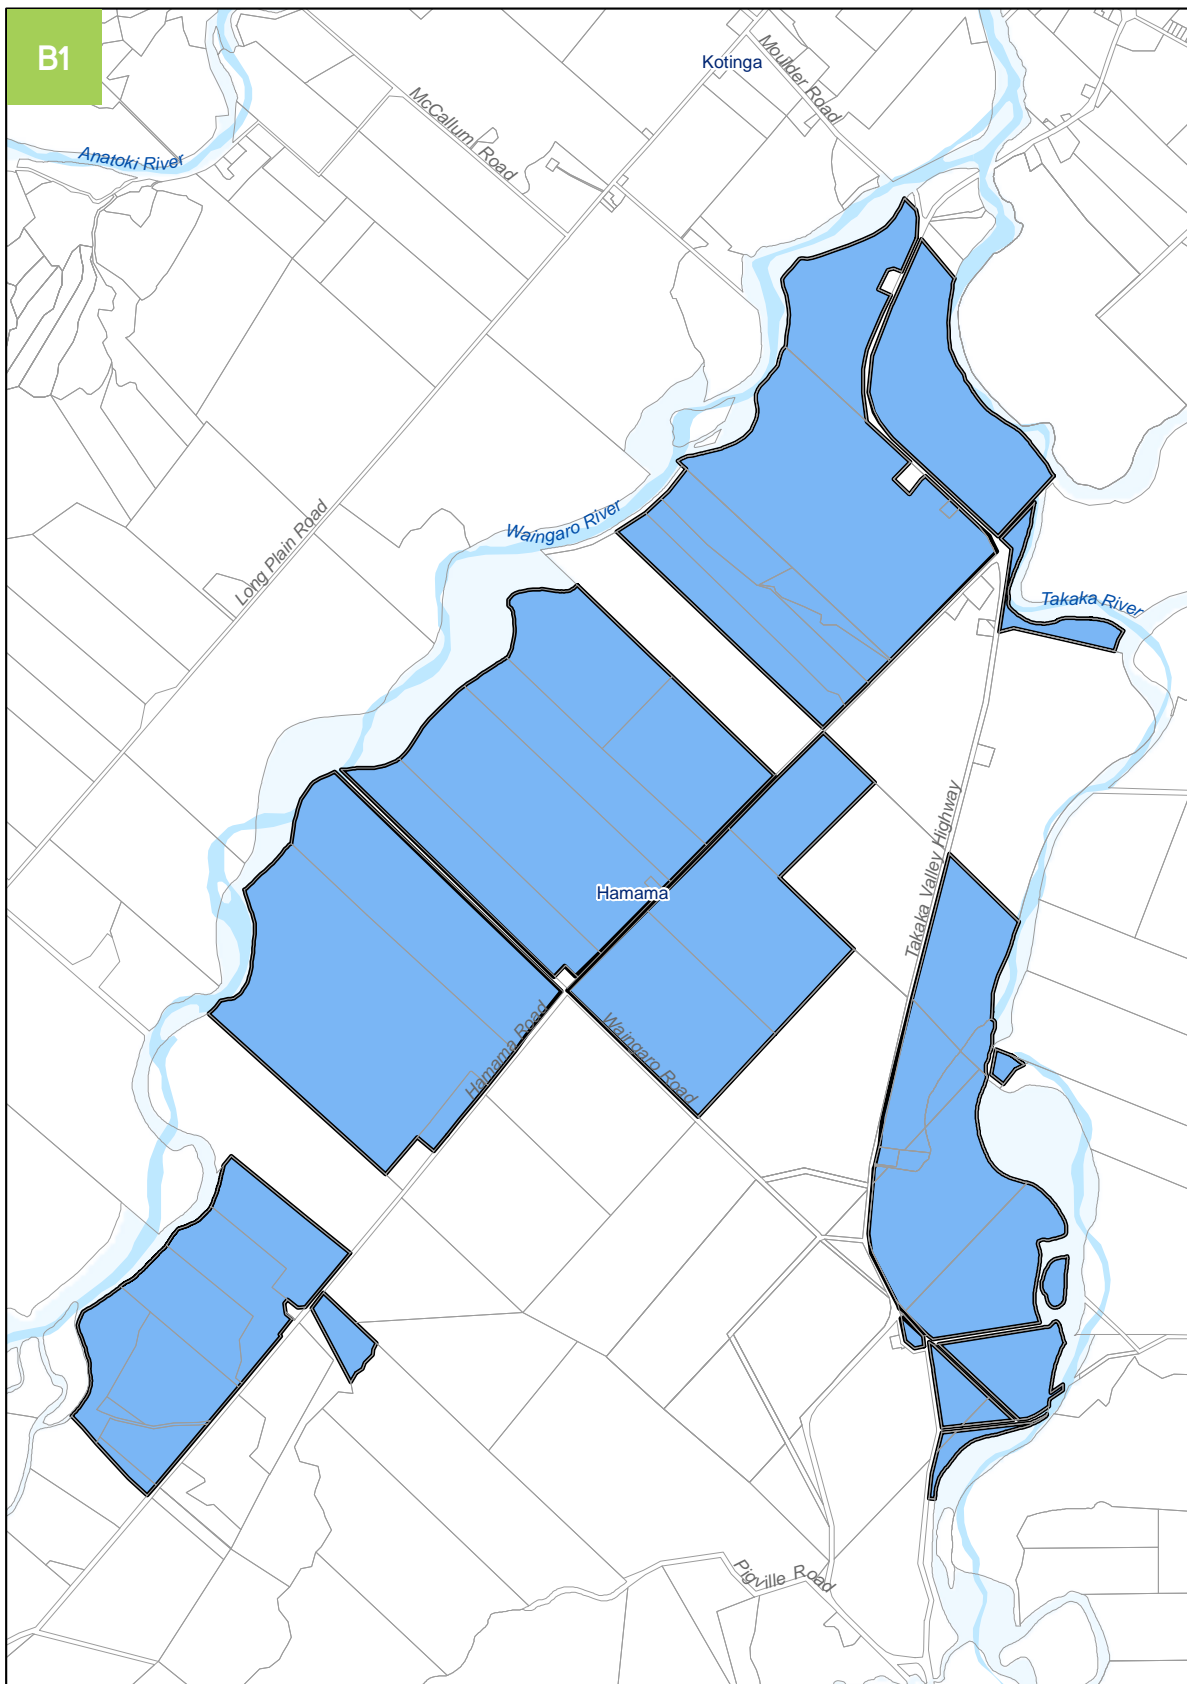 B1
Kotinga
Moulder Road
McCallum Road
Anatoki River
Long Plain Road
Waingaro River
Takaka River
Takaka Valley Highway
Hamama
Hamama Road
Waingaro Road
Pigville Road